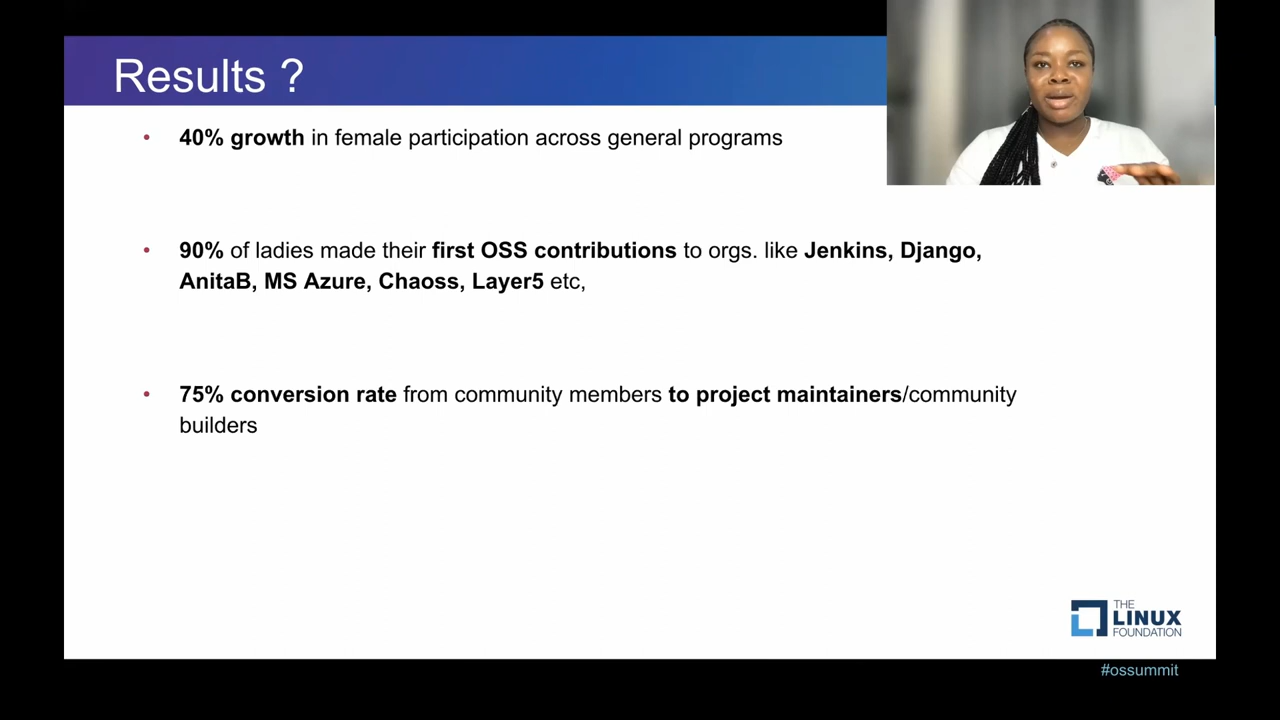 Results ?
• 40% growth in female participation across general programs
• 90% of ladies made their first OSS contributions to orgs. like Jenkins, Django,
AnitaB, MS Azure, Chaoss, Layer5 etc,
• 75% conversion rate from community members to project maintainers/community
builders
THE
LINUX
FOUNDATION
#ossummit